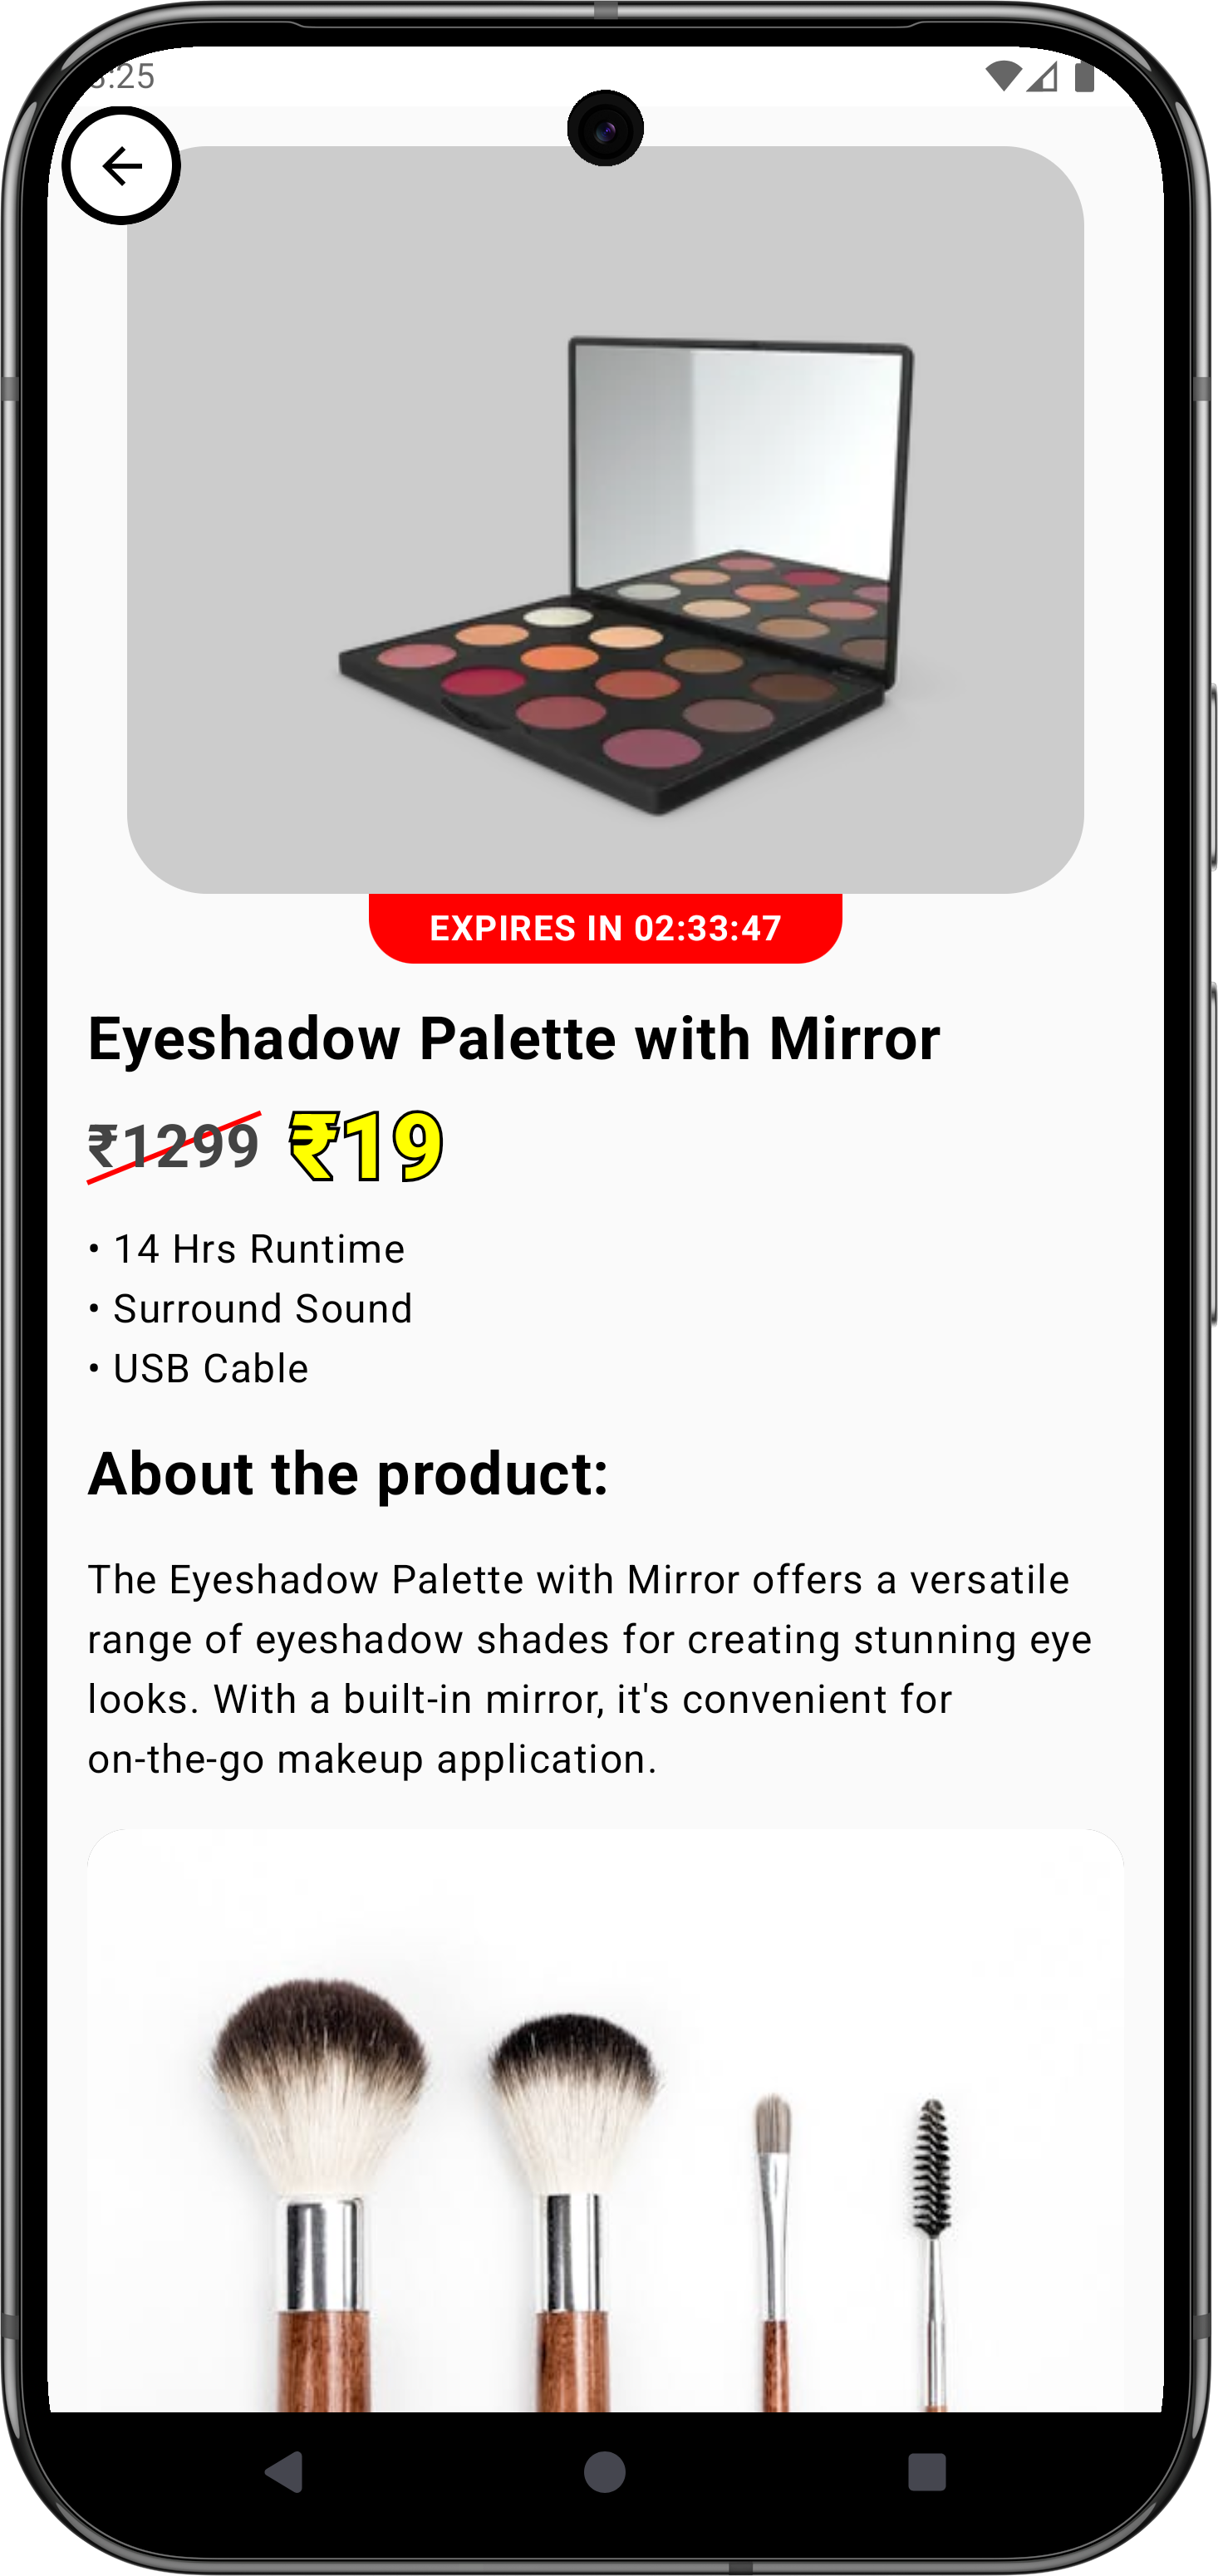 :25
EXPIRES IN 02:33:47
Eyeshadow Palette with Mirror
₹1299 ₹19
• 14 Hrs Runtime
• Surround Sound
• USB Cable
About the product:
The Eyeshadow Palette with Mirror offers a versatile
range of eyeshadow shades for creating stunning eye
looks. With a built-in mirror, it's convenient for
on-the-go makeup application.